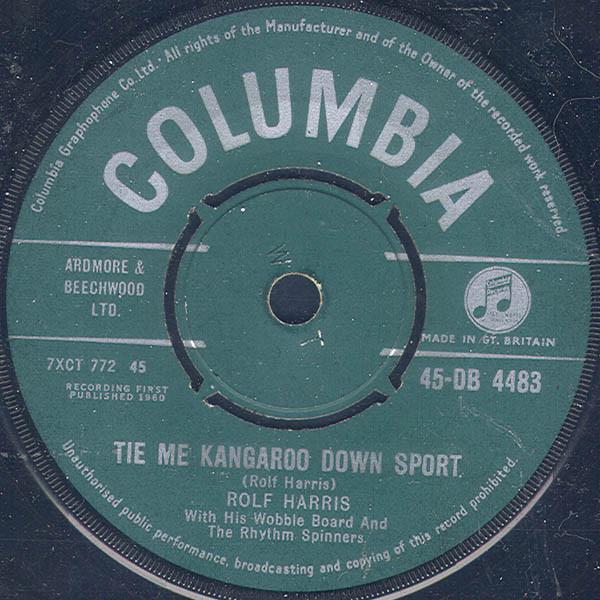 Columbia Graphophone Co. Ltd. · All rights of the Manufacturer and of the Owner of the recorded work reserved.
COLUMBIA
ARDMORE &
BEECHWOOD
LTD.
MADE IN GT. BRITAIN
7XCT 772 45
RECORDING FIRST
PUBLISHED 1960
45-DB 4483
TIE ME KANGAROO DOWN SPORT
(Rolf Harris)
ROLF HARRIS
With His Wobble Board And
The Rhythm Spinners.
Unauthorised public performance, broadcasting and copying of this record prohibited.